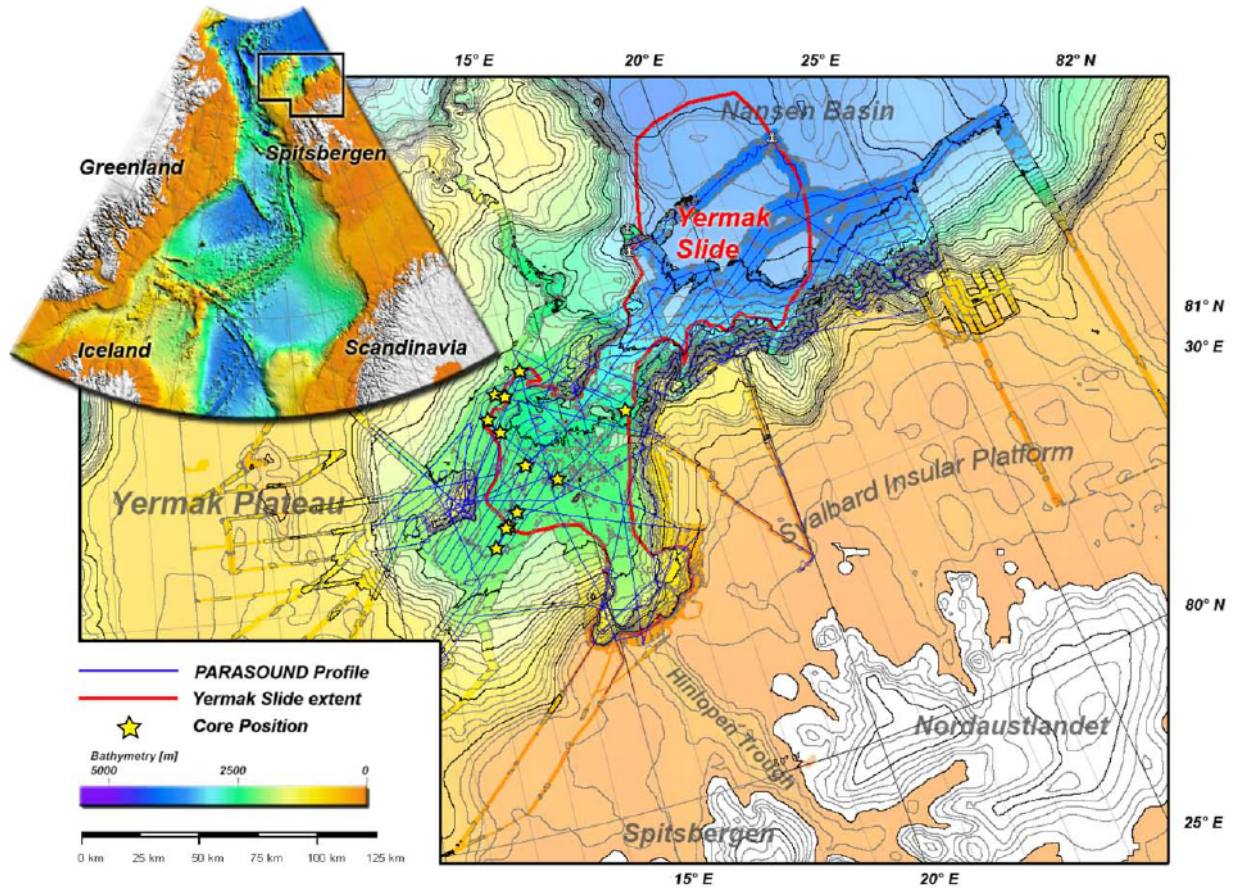 15° E
20° E
25° E
82° N
Nansen Basin
Greenland
Spitsbergen
Yermak
Slide
81° N
30° E
Iceland
Scandinavia
Yermak Plateau
Svalbard Insular Platform
80° N
PARASOUND Profile
Yermak Slide extent
Core Position
Hinlopen Trough
Nordaustlandet
Bathymetry [m]
5000 2500 0
Spitsbergen
25° E
0 km 25 km 50 km 75 km 100 km 125 km
15° E
20° E